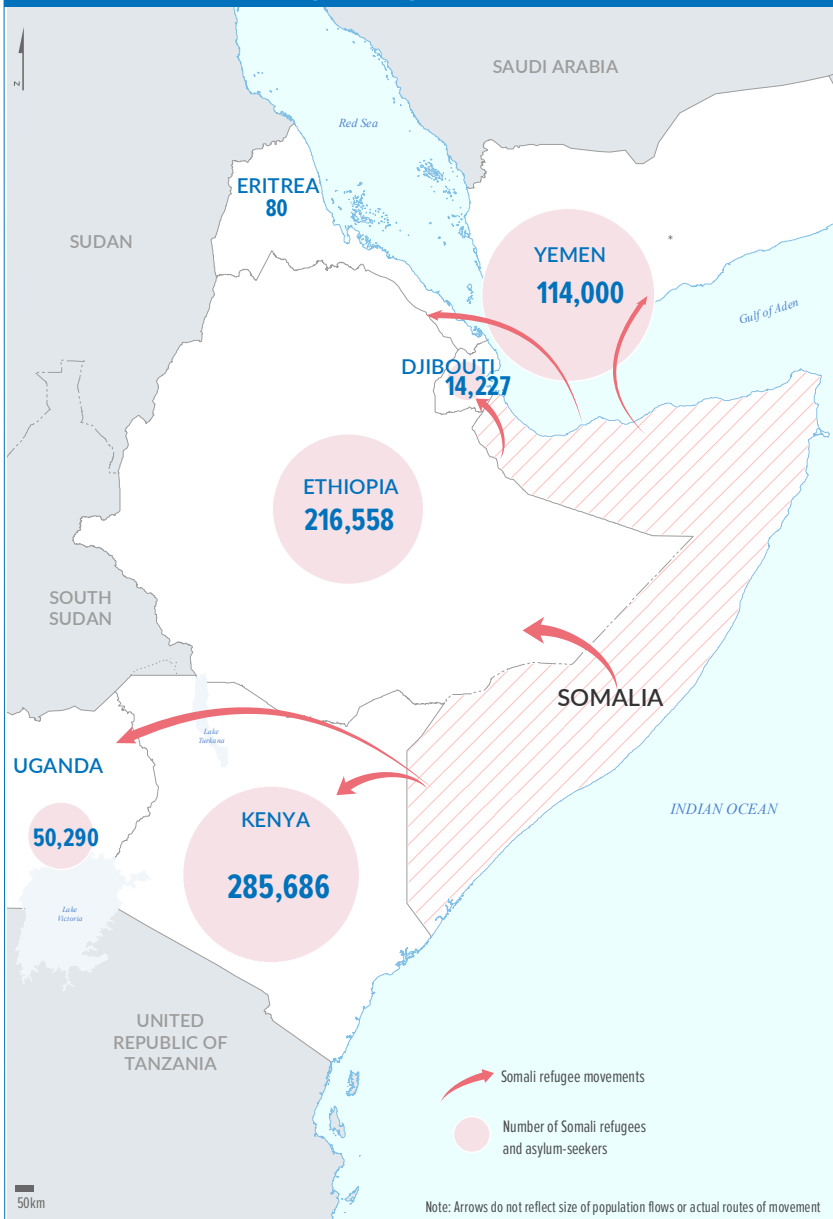 N
SAUDI ARABIA
Red Sea
ERITREA
80
SUDAN
YEMEN
*
114,000
Gulf of Aden
DJIBOUTI
14,227
ETHIOPIA
216,558
SOUTH
SUDAN
SOMALIA
Lake
Turkana
UGANDA
INDIAN OCEAN
KENYA
50,290
285,686
Lake
Victoria
UNITED
REPUBLIC OF
TANZANIA
Somali refugee movements
Number of Somali refugees
and asylum-seekers
50km
Note: Arrows do not reflect size of population flows or actual routes of movement